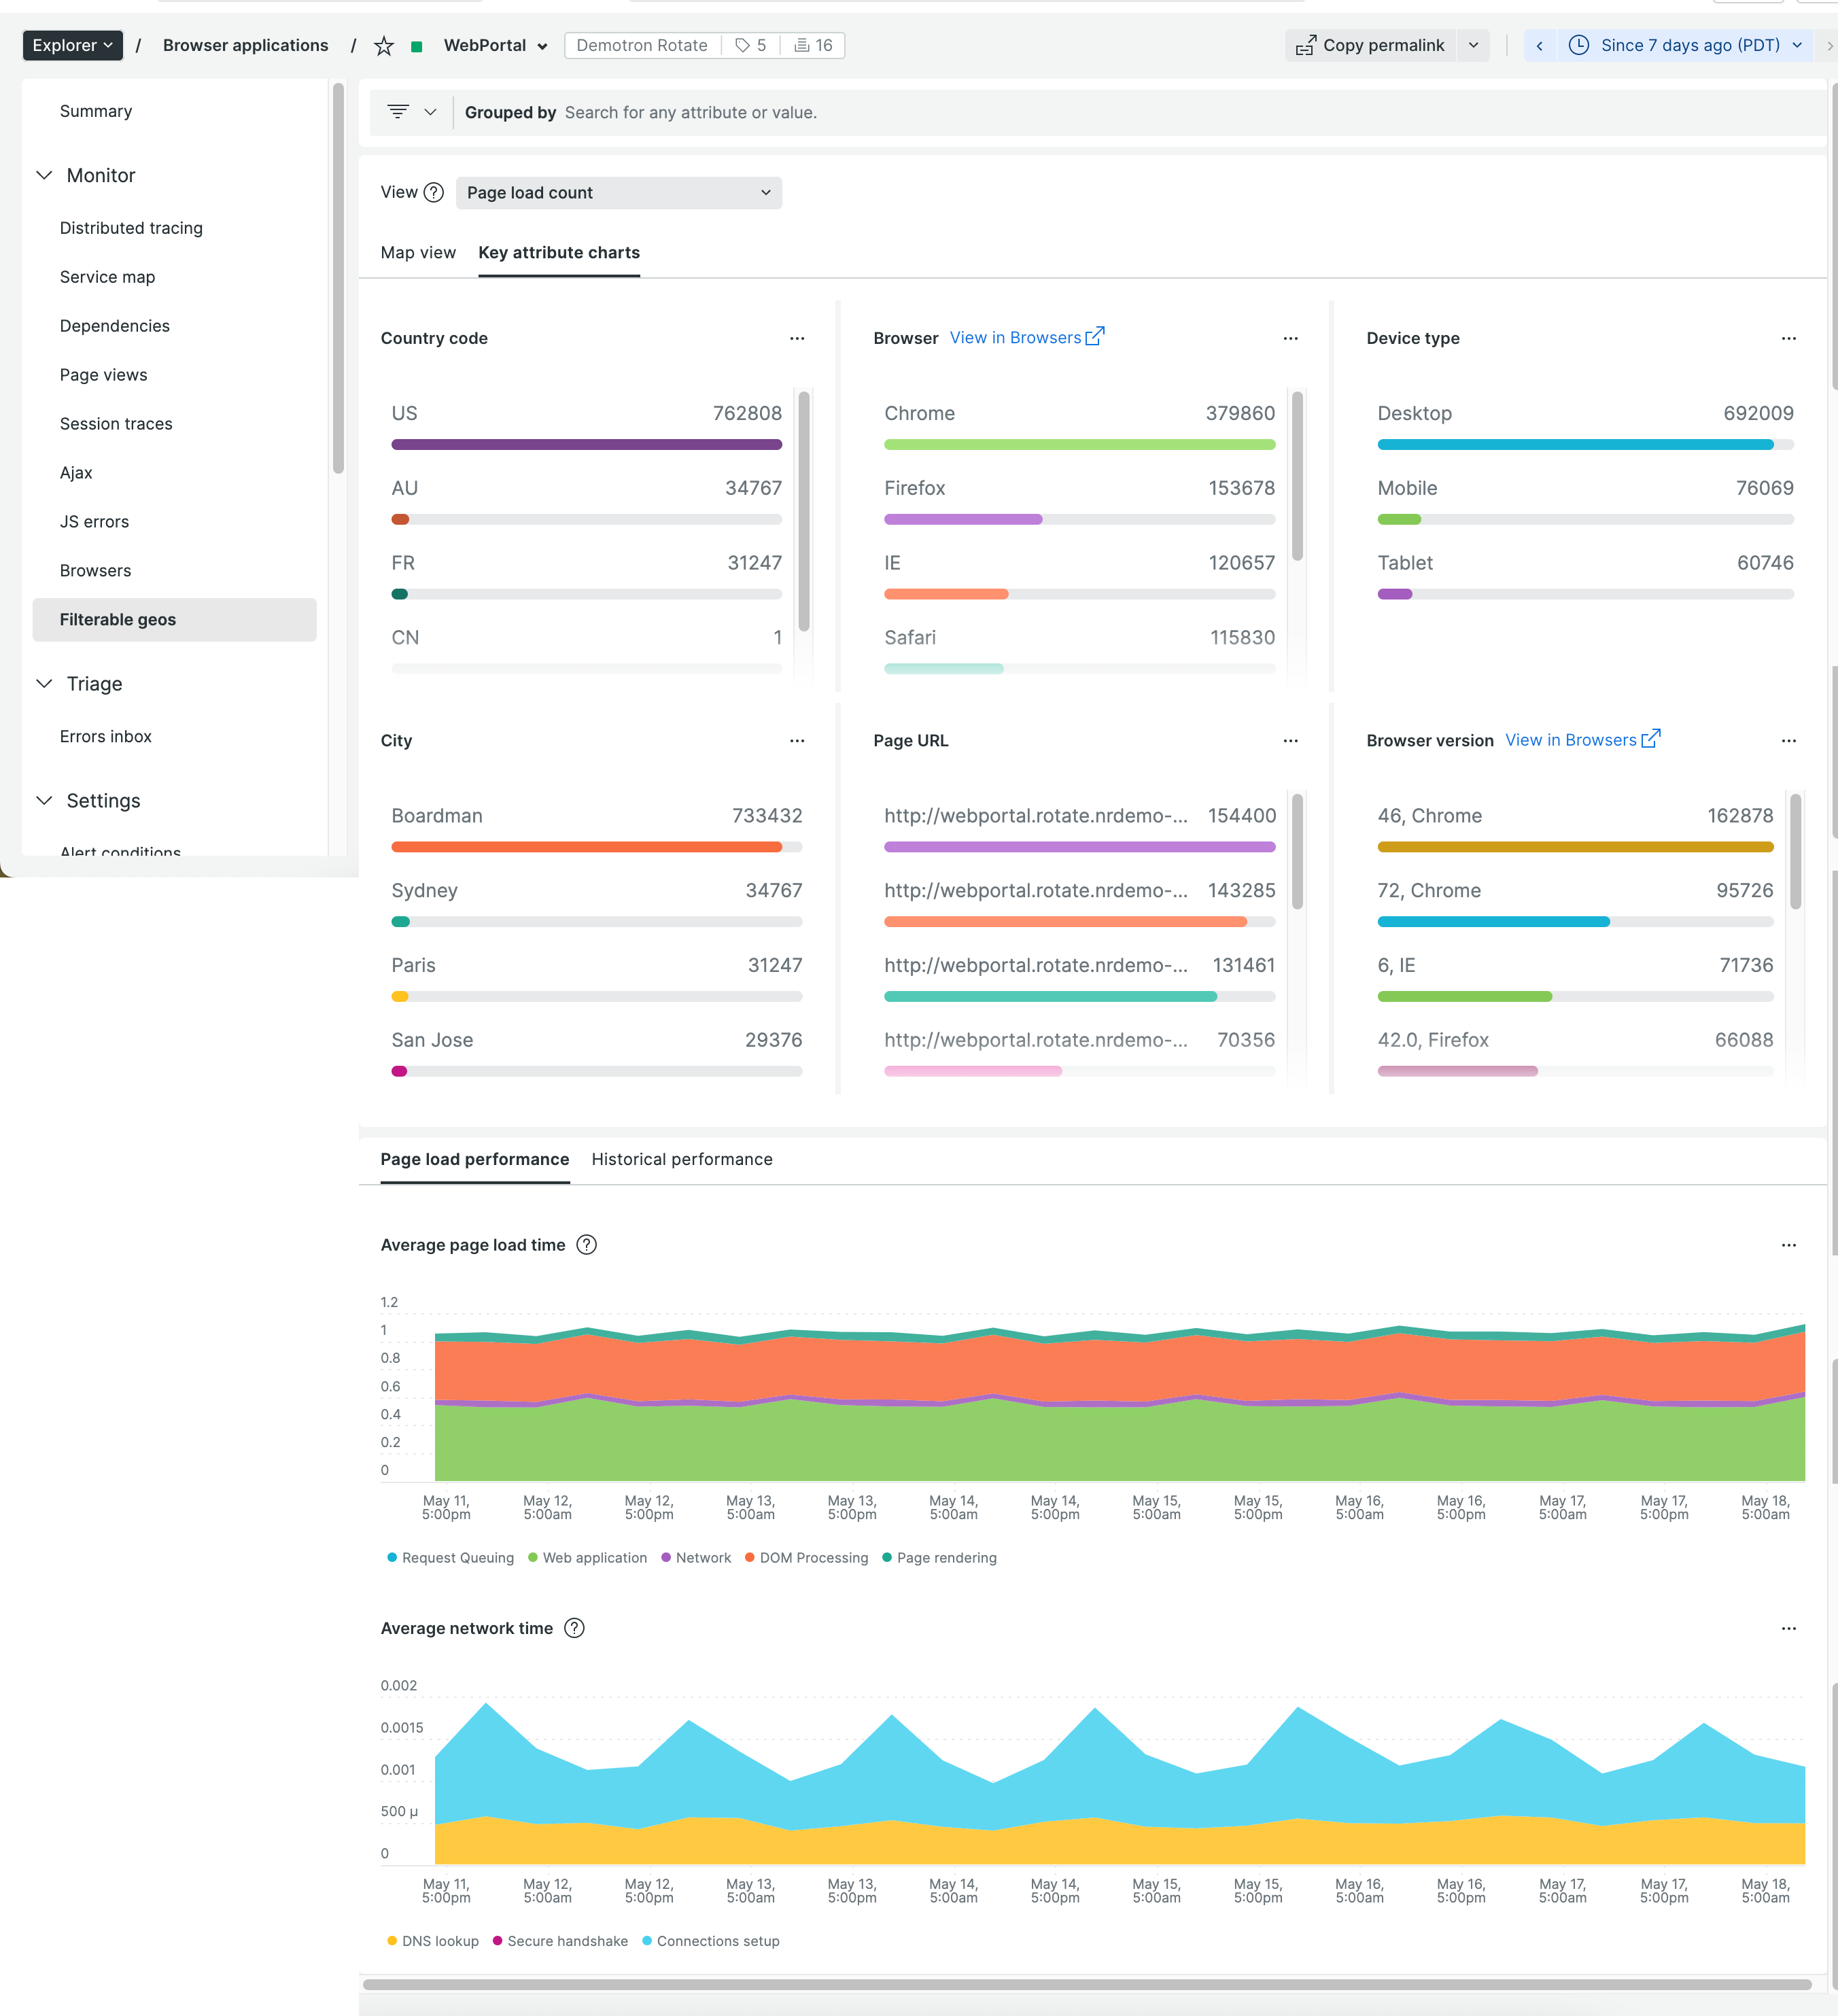 Explorer / Browser applications / WebPortal Demotron Rotate 5 16 Copy permalink Since 7 days ago (PDT)
Summary
Monitor
Distributed tracing
Service map
Dependencies
Page views
Session traces
Ajax
JS errors
Browsers
Filterable geos
Triage
Errors inbox
Settings
Alert conditions
Grouped by Search for any attribute or value.
View ? Page load count
Map view Key attribute charts
Country code ...
US 762808
AU 34767
FR 31247
CN 1
Browser View in Browsers ...
Chrome 379860
Firefox 153678
IE 120657
Safari 115830
Device type ...
Desktop 692009
Mobile 76069
Tablet 60746
City ...
Boardman 733432
Sydney 34767
Paris 31247
San Jose 29376
Page URL ...
http://webportal.rotate.nrdemo-... 154400
http://webportal.rotate.nrdemo-... 143285
http://webportal.rotate.nrdemo-... 131461
http://webportal.rotate.nrdemo-... 70356
Browser version View in Browsers ...
46, Chrome 162878
72, Chrome 95726
6, IE 71736
42.0, Firefox 66088
Page load performance Historical performance
Average page load time ? ...
1.2
1
0.8
0.6
0.4
0.2
0
May 11, May 12, May 12, May 13, May 13, May 14, May 14, May 15, May 15, May 16, May 16, May 17, May 17, May 18,
5:00pm 5:00am 5:00pm 5:00am 5:00pm 5:00am 5:00pm 5:00am 5:00pm 5:00am 5:00pm 5:00am 5:00pm 5:00am
Request Queuing Web application Network DOM Processing Page rendering
Average network time ? ...
0.002
0.0015
0.001
500 µ
0
May 11, May 12, May 12, May 13, May 13, May 14, May 14, May 15, May 15, May 16, May 16, May 17, May 17, May 18,
5:00pm 5:00am 5:00pm 5:00am 5:00pm 5:00am 5:00pm 5:00am 5:00pm 5:00am 5:00pm 5:00am 5:00pm 5:00am
DNS lookup Secure handshake Connections setup